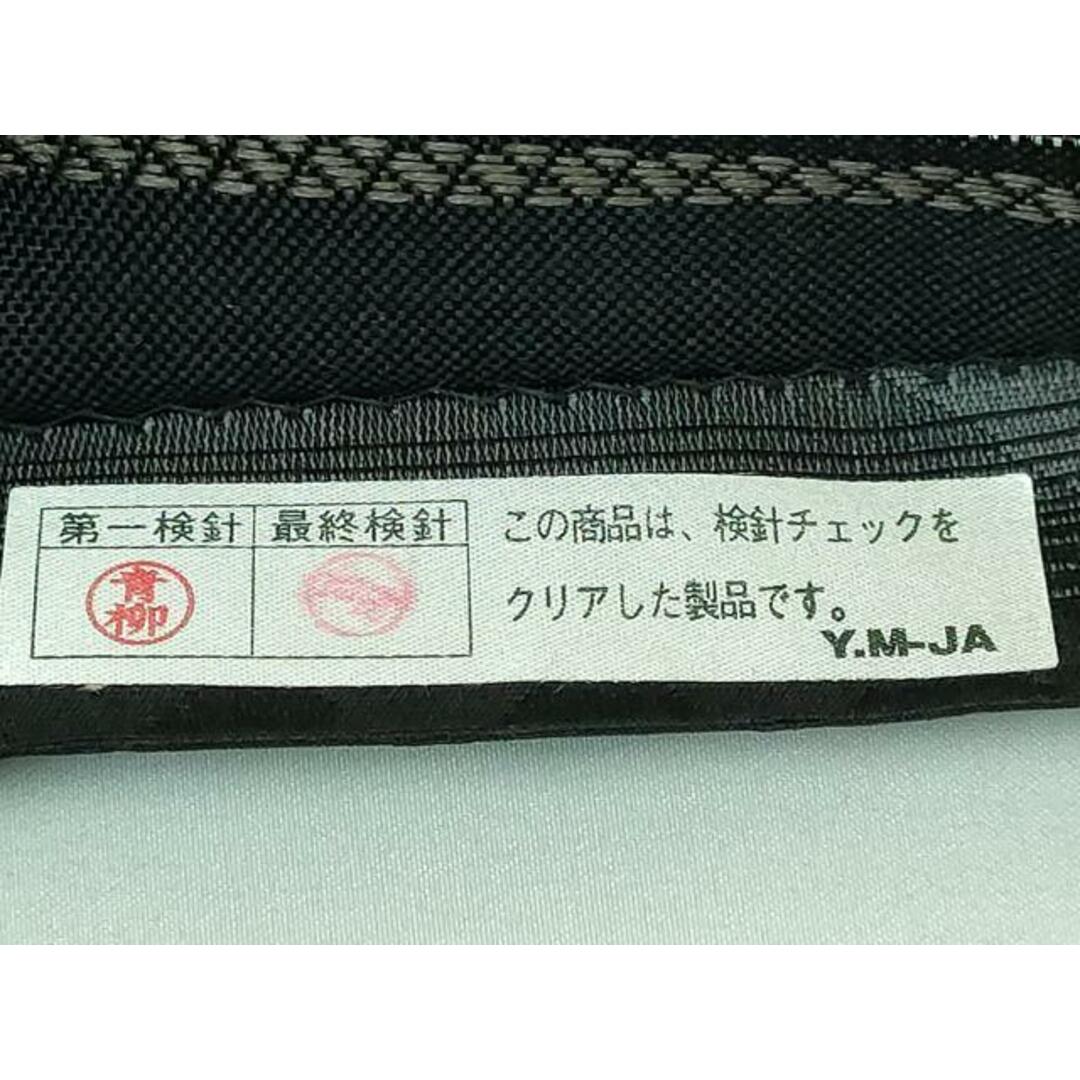 第一検針 最終検針
青柳
この商品は、検針チェックを
クリアした製品です。
Y.M-JA